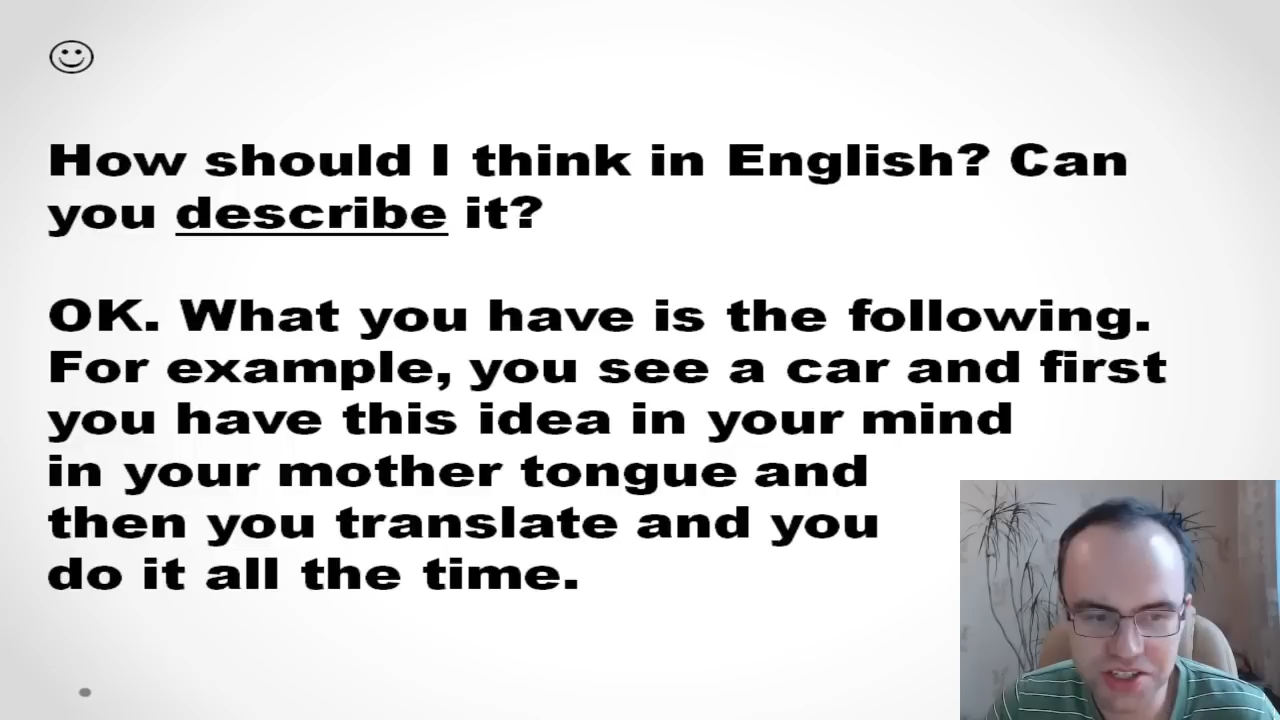 How should I think in English? Can
you describe it?
OK. What you have is the following.
For example, you see a car and first
you have this idea in your mind
in your mother tongue and
then you translate and you
do it all the time.